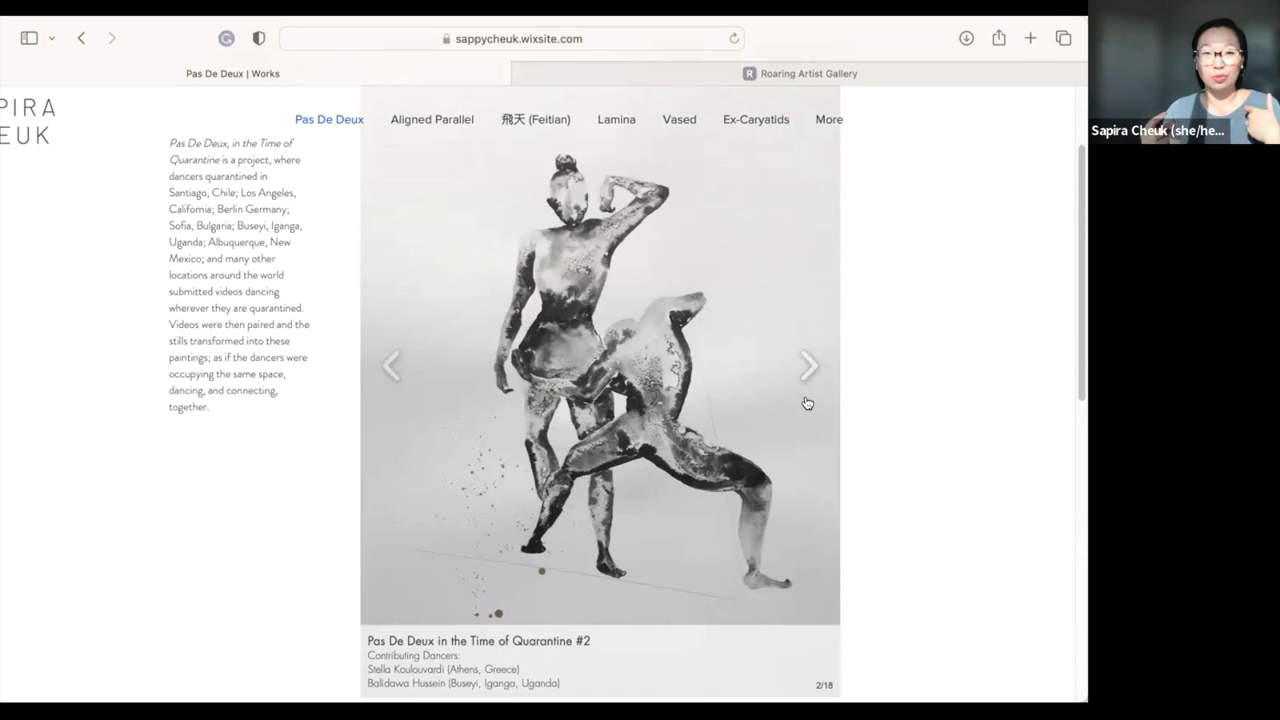 sappycheuk.wixsite.com
Pas De Deux | Works
R Roaring Artist Gallery
PIRA
EUK
Pas De Deux
Aligned Parallel
飛天 (Feitian)
Lamina
Vased
Ex-Caryatids
More
Pas De Deux, in the Time of
Quarantine is a project, where
dancers quarantined in
Santiago, Chile; Los Angeles,
California; Berlin Germany;
Sofia, Bulgaria; Buseyi, Iganga,
Uganda; Albuquerque, New
Mexico; and many other
locations around the world
submitted videos dancing
wherever they are quarantined.
Videos were then paired and the
stills transformed into these
paintings; as if the dancers were
occupying the same space,
dancing, and connecting,
together.
Pas De Deux in the Time of Quarantine #2
Contributing Dancers:
Stella Koulouvardi (Athens, Greece)
Balidawa Hussein (Buseyi, Iganga, Uganda)
2/18
Sapira Cheuk (she/he...